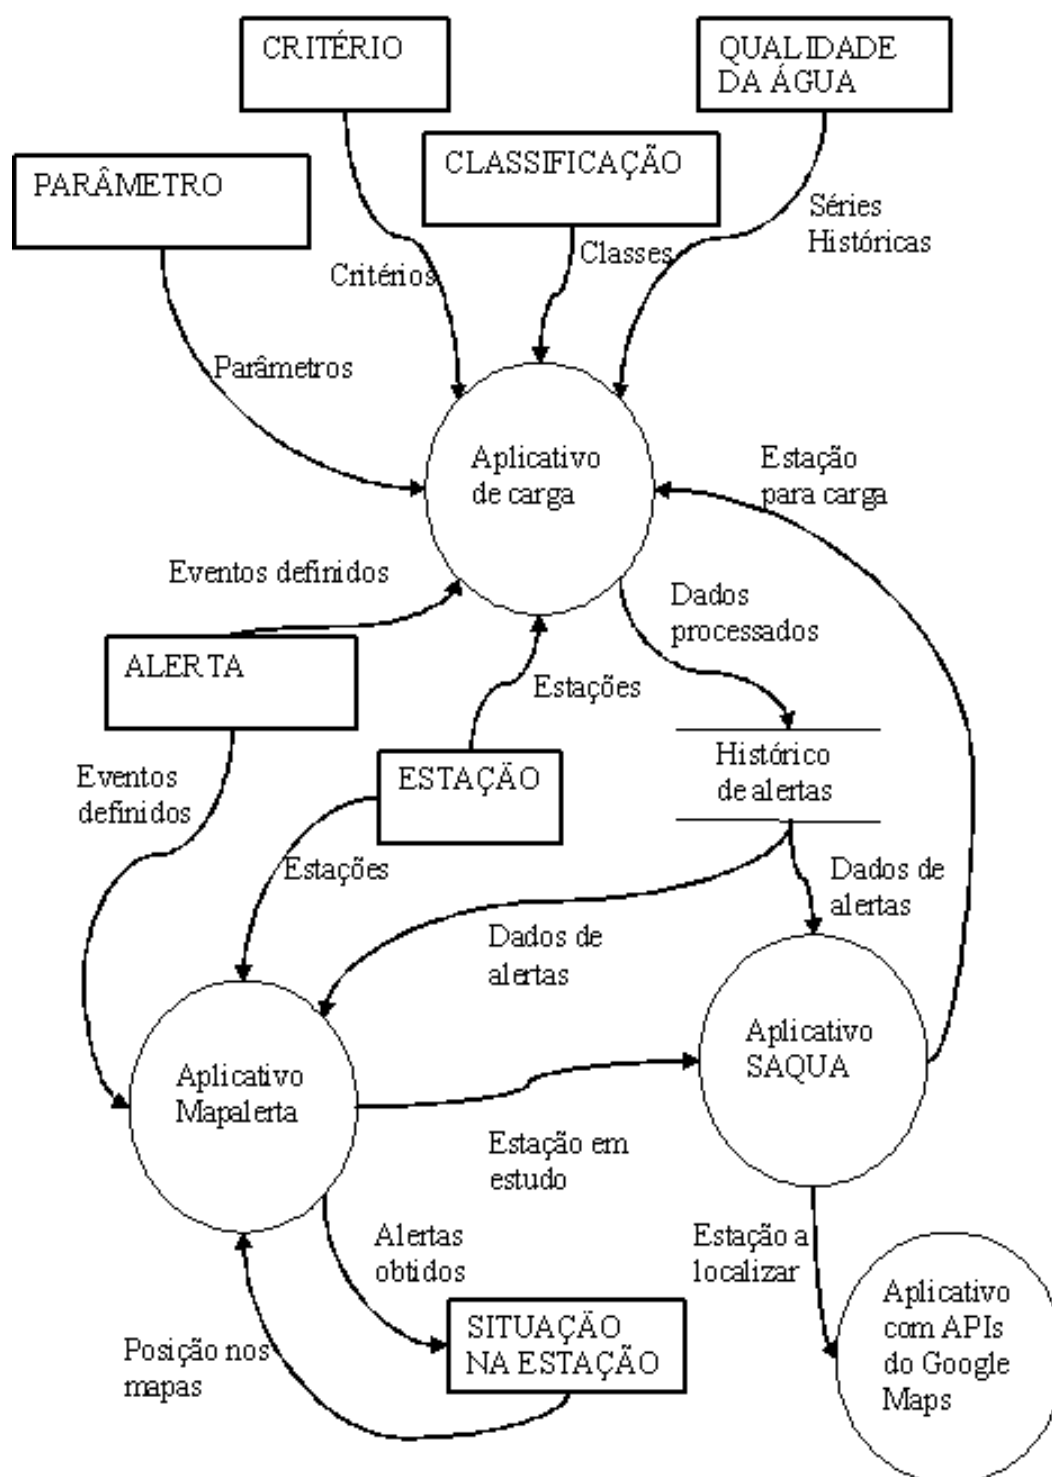 CRITÉRIO
QUALIDADE
DA ÁGUA
CLASSIFICAÇÃO
PARÂMETRO
Séries
Históricas
Classes
Critérios
Parâmetros
Aplicativo
de carga
Estação
para carga
Eventos definidos
Dados
processados
ALERTA
Estações
Eventos
definidos
ESTAÇÃO
Histórico
de alertas
Estações
Dados de
alertas
Dados de
alertas
Aplicativo
Mapalerta
Aplicativo
SAQUA
Estação em
estudo
Alertas
obtidos
Estação a
localizar
Aplicativo
com APIs
do Google
Maps
SITUAÇÃO
NA ESTAÇÃO
Posição nos
mapas